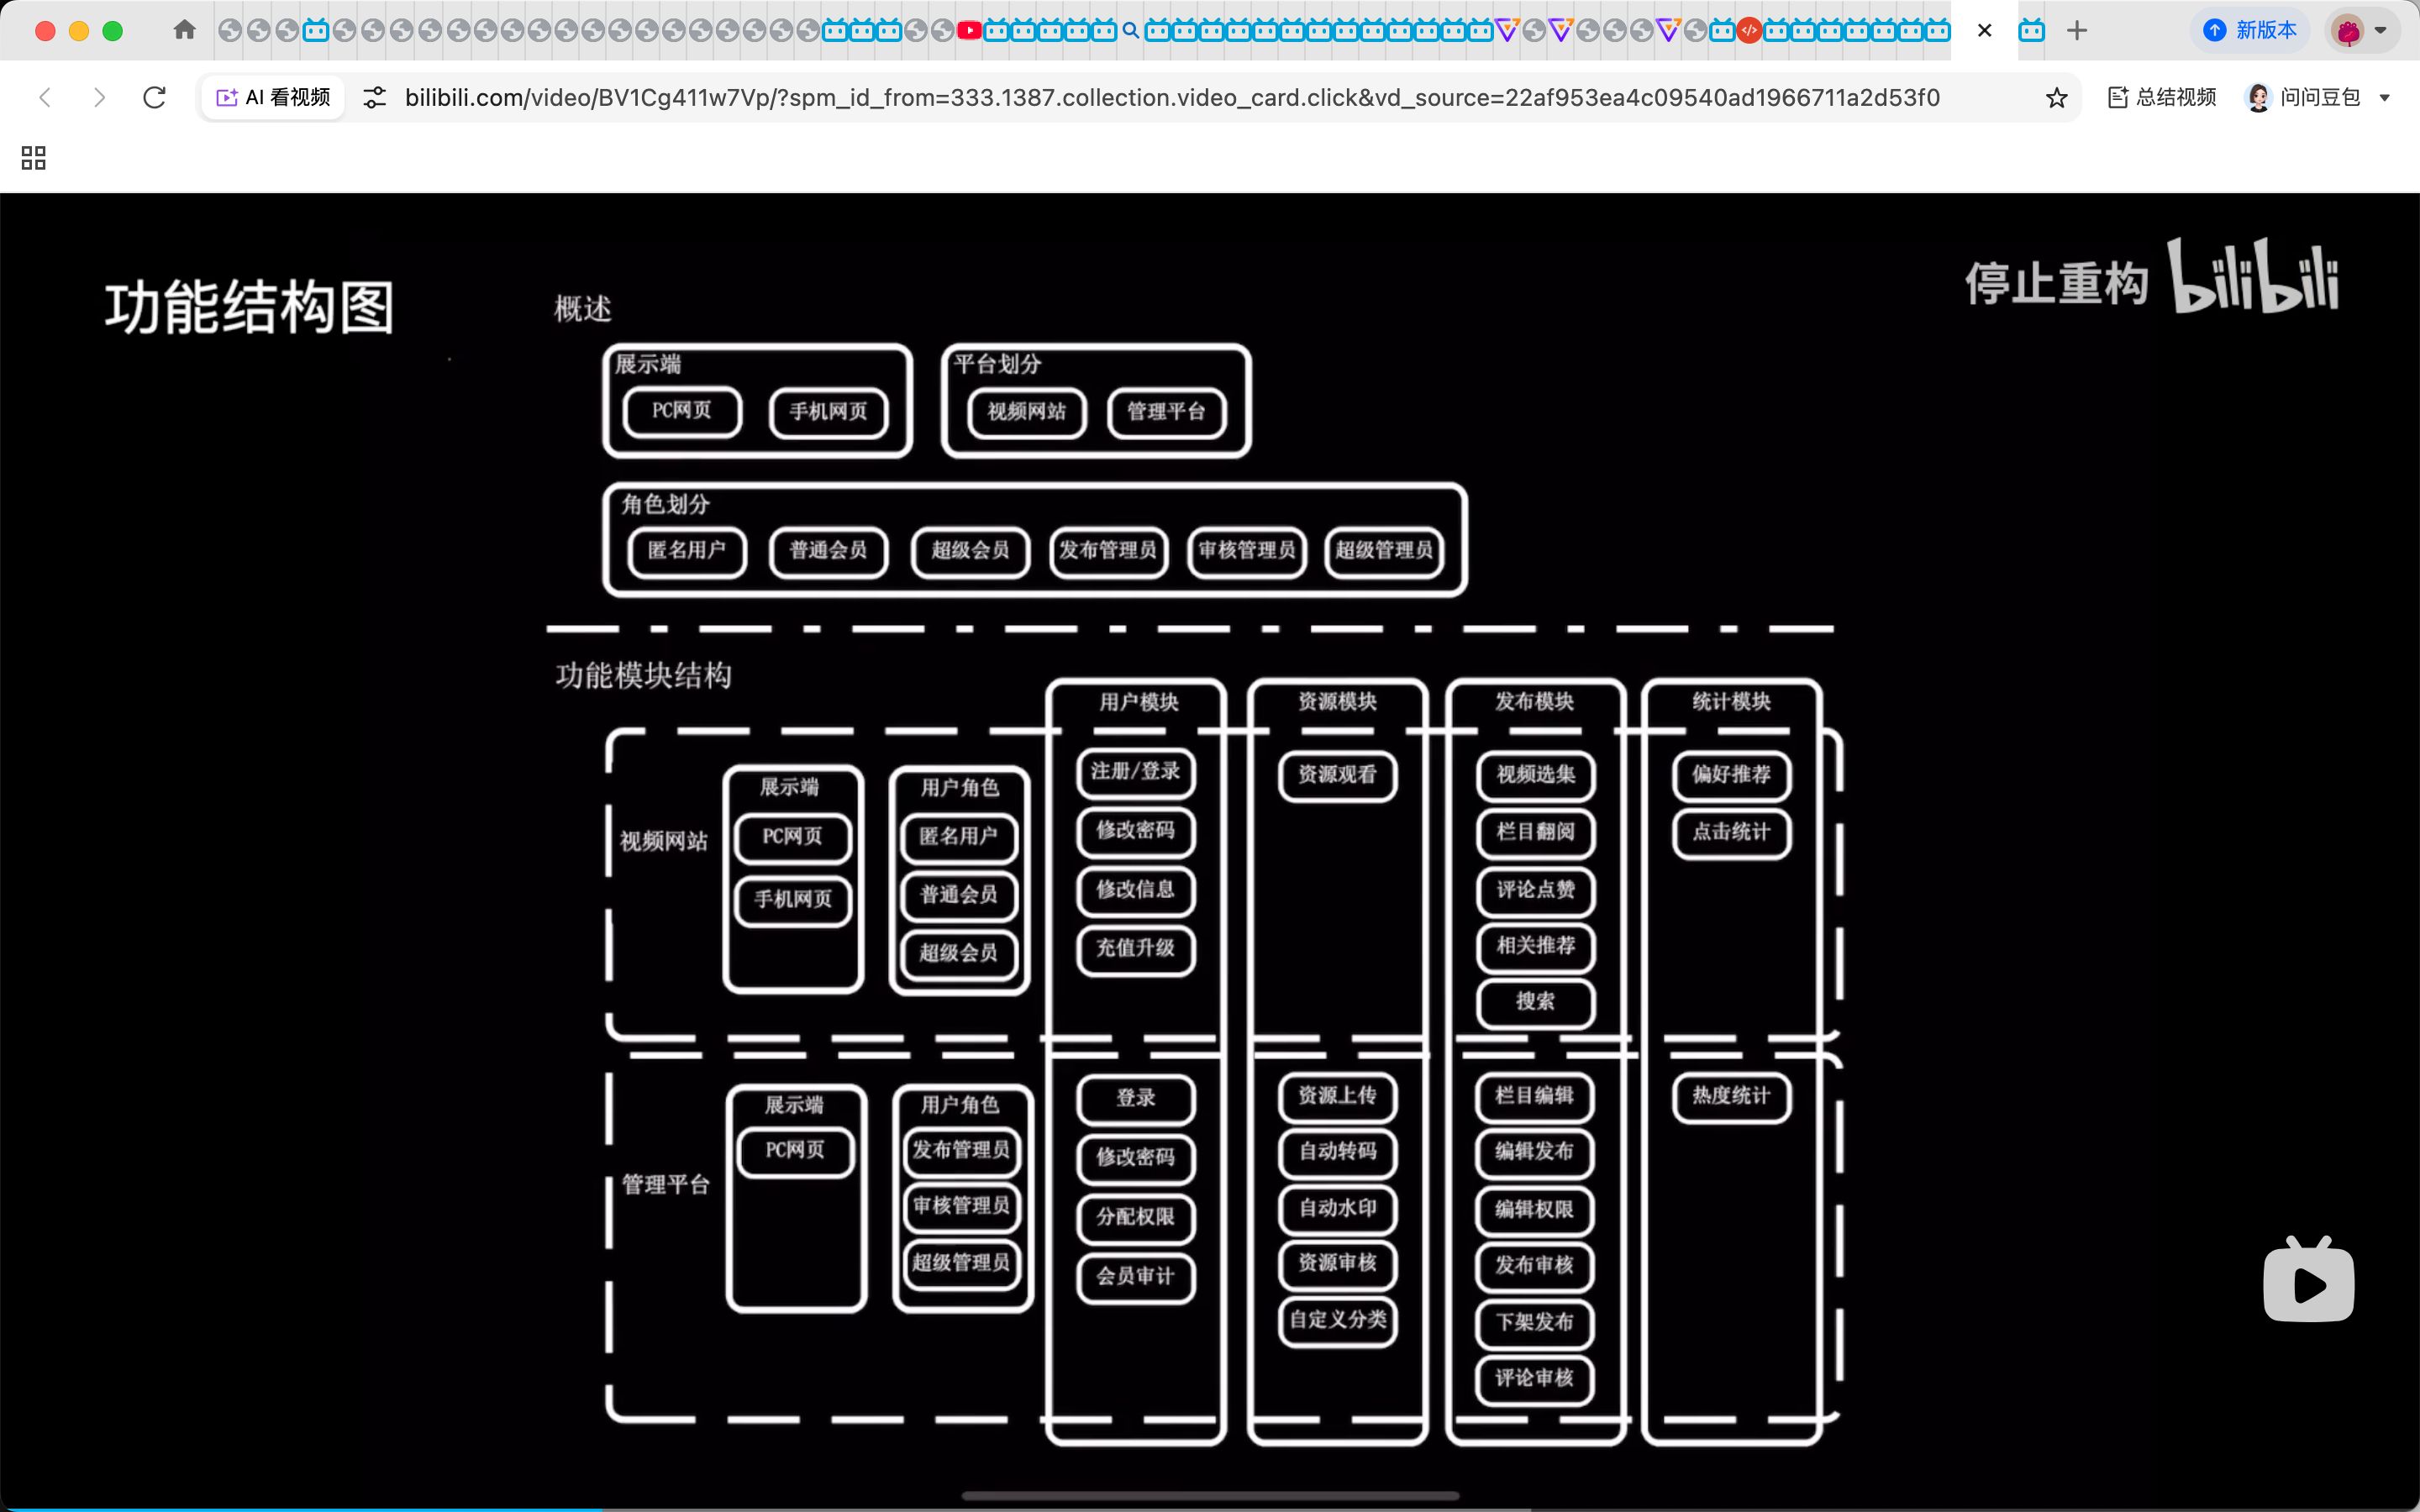 新版本
AI 看视频
bilibili.com/video/BV1Cg411w7Vp/?spm_id_from=333.1387.collection.video_card.click&vd_source=22af953ea4c09540ad1966711a2d53f0
总结视频
问问豆包
功能结构图
停止重构 bilibili
概述
展示端
PC网页 手机网页
平台划分
视频网站 管理平台
角色划分
匿名用户 普通会员 超级会员 发布管理员 审核管理员 超级管理员
功能模块结构
视频网站
展示端
PC网页
手机网页
用户角色
匿名用户
普通会员
超级会员
管理平台
展示端
PC网页
用户角色
发布管理员
审核管理员
超级管理员
用户模块
注册/登录
修改密码
修改信息
充值升级
登录
修改密码
分配权限
会员审计
资源模块
资源观看
资源上传
自动转码
自动水印
资源审核
自定义分类
发布模块
视频选集
栏目翻阅
评论点赞
相关推荐
搜索
栏目编辑
编辑发布
编辑权限
发布审核
下架发布
评论审核
统计模块
偏好推荐
点击统计
热度统计